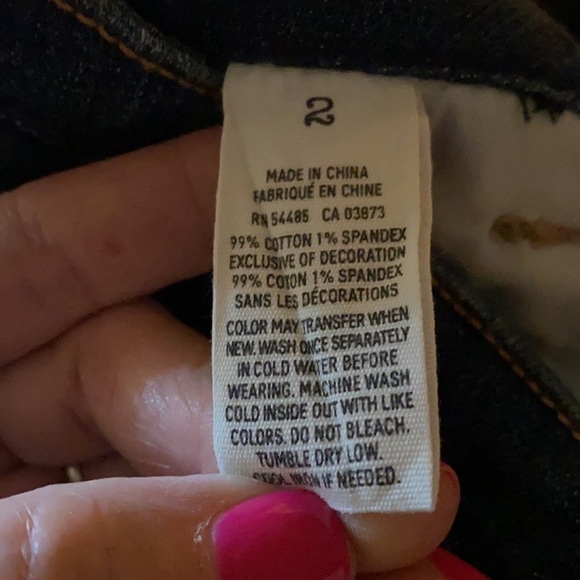 2
MADE IN CHINA
FABRIQUÉ EN CHINE
RN 54485 CA 03873
99% COTTON 1% SPANDEX
EXCLUSIVE OF DECORATION
99% COTON 1% SPANDEX
SANS LES DÉCORATIONS
COLOR MAY TRANSFER WHEN
NEW. WASH ONCE SEPARATELY
IN COLD WATER BEFORE
WEARING. MACHINE WASH
COLD INSIDE OUT WITH LIKE
COLORS. DO NOT BLEACH.
TUMBLE DRY LOW.
COOL IRON IF NEEDED.